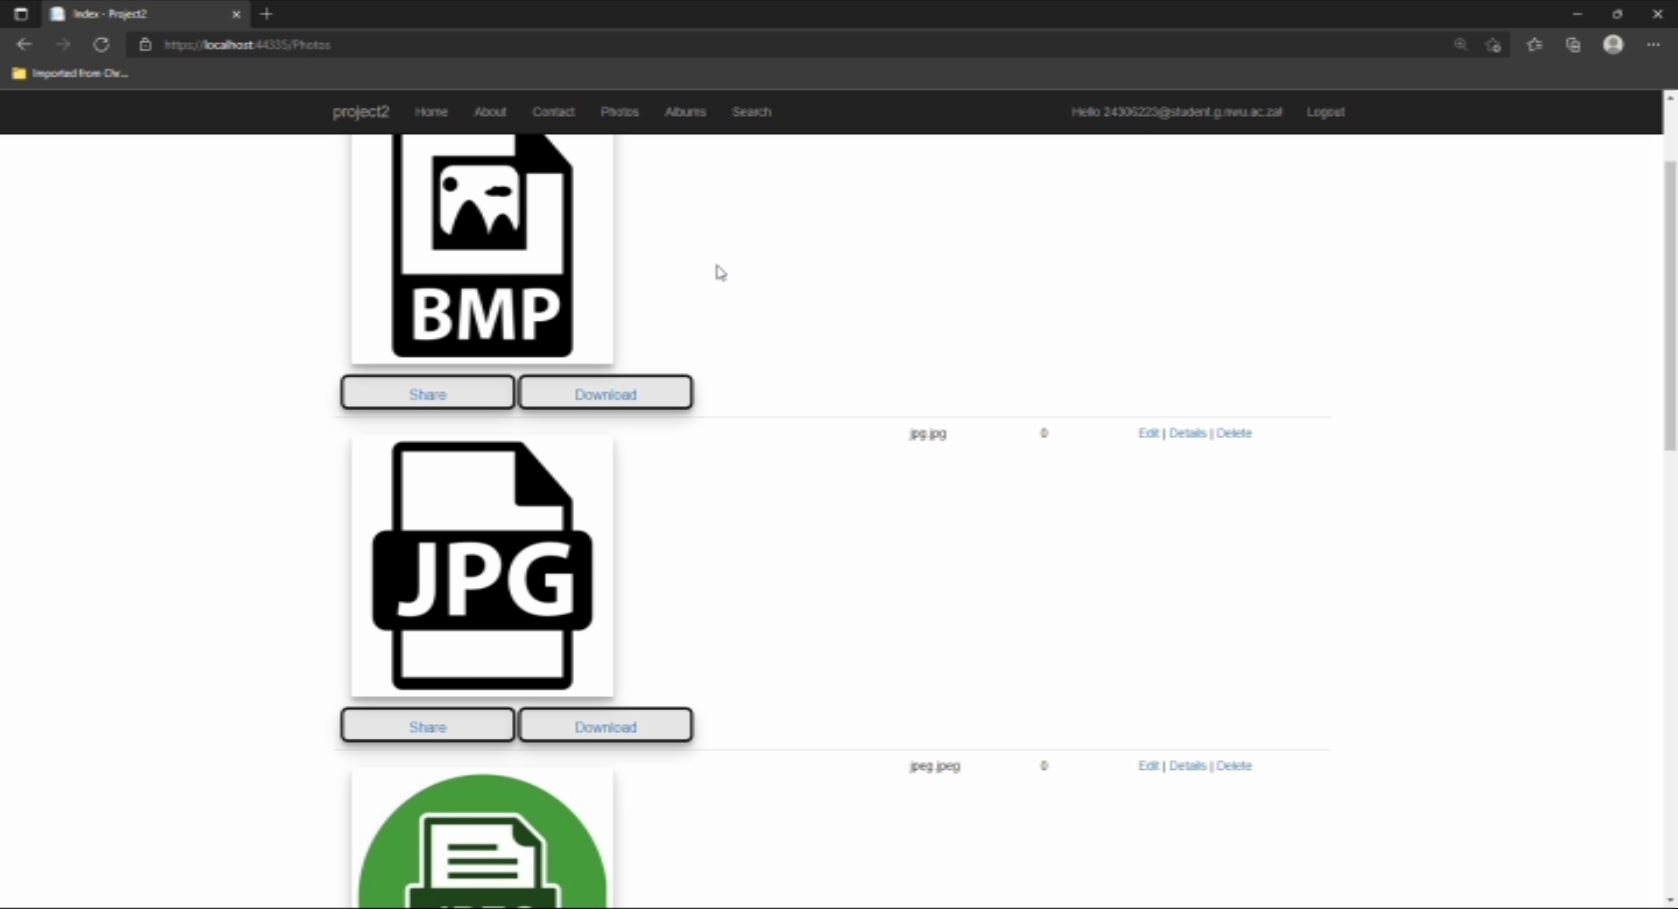 Index - Project2
https://localhost:44335/Photos
Imported from Chr...
project2 Home About Contact Photos Albums Search Hello 24306223@student.g.nwu.ac.za! Logout
BMP
Share Download
jpg.jpg 0 Edit | Details | Delete
JPG
Share Download
jpeg.jpeg 0 Edit | Details | Delete